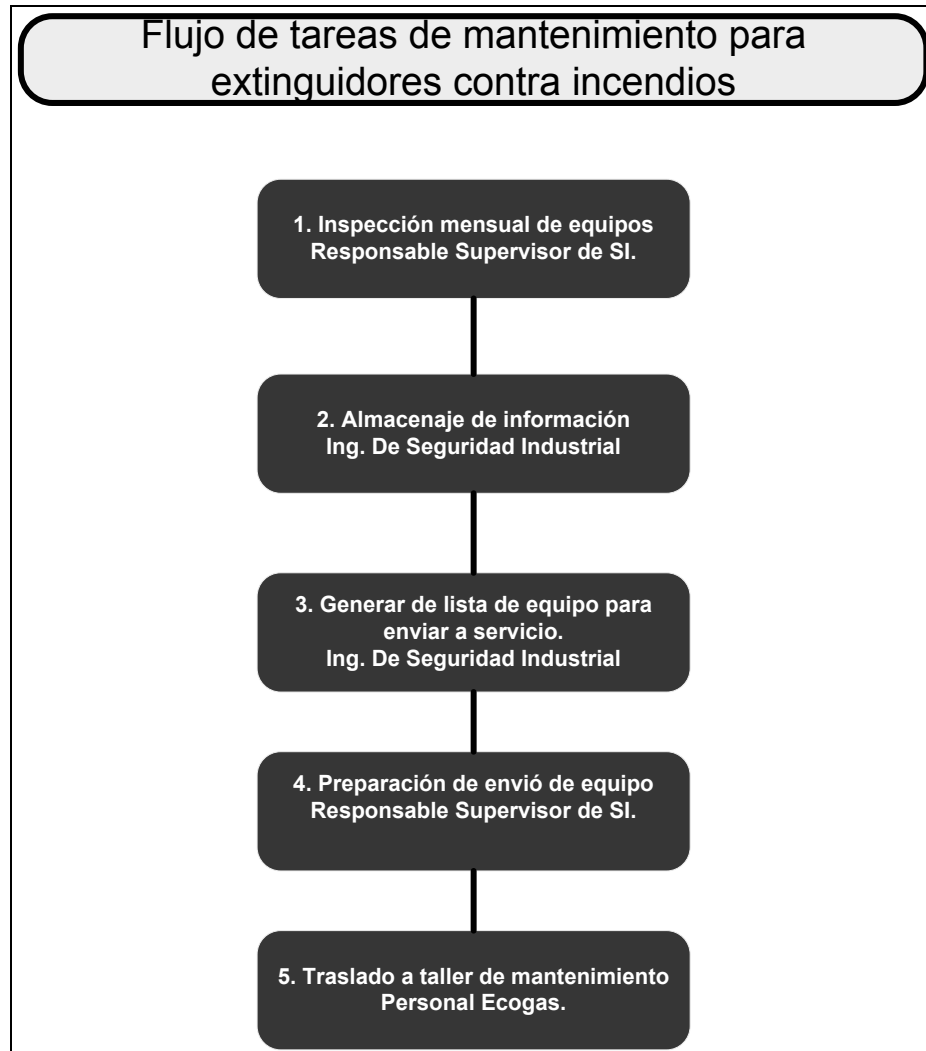 Flujo de tareas de mantenimiento para
extinguidores contra incendios
1. Inspección mensual de equipos
Responsable Supervisor de SI.
2. Almacenaje de información
Ing. De Seguridad Industrial
3. Generar de lista de equipo para
enviar a servicio.
Ing. De Seguridad Industrial
4. Preparación de envió de equipo
Responsable Supervisor de SI.
5. Traslado a taller de mantenimiento
Personal Ecogas.